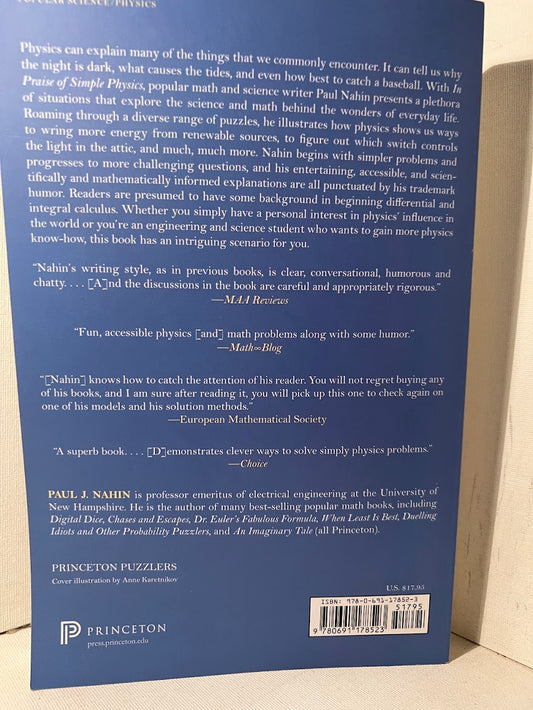 POPULAR SCIENCE/PHYSICS
Physics can explain many of the things that we commonly encounter. It can tell us why
the night is dark, what causes the tides, and even how best to catch a baseball. With In
Praise of Simple Physics, popular math and science writer Paul Nahin presents a plethora
of situations that explore the science and math behind the wonders of everyday life.
Roaming through a diverse range of puzzles, he illustrates how physics shows us ways
to wring more energy from renewable sources, to figure out which switch controls
the light in the attic, and much, much more. Nahin begins with simpler problems and
progresses to more challenging questions, and his entertaining, accessible, and scien-
tifically and mathematically informed explanations are all punctuated by his trademark
humor. Readers are presumed to have some background in beginning differential and
integral calculus. Whether you simply have a personal interest in physics' influence in
the world or you're an engineering and science student who wants to gain more physics
know-how, this book has an intriguing scenario for you.
“Nahin's writing style, as in previous books, is clear, conversational, humorous and
chatty. . . . [A]nd the discussions in the book are careful and appropriately rigorous.”
—MAA Reviews
“Fun, accessible physics [and] math problems along with some humor.”
—Math∞Blog
“[Nahin] knows how to catch the attention of his reader. You will not regret buying any
of his books, and I am sure after reading it, you will pick up this one to check again on
one of his models and his solution methods.”
—European Mathematical Society
“A superb book. . . . [D]emonstrates clever ways to solve simply physics problems.”
—Choice
PAUL J. NAHIN is professor emeritus of electrical engineering at the University of
New Hampshire. He is the author of many best-selling popular math books, including
Digital Dice, Chases and Escapes, Dr. Euler's Fabulous Formula, When Least Is Best, Duelling
Idiots and Other Probability Puzzlers, and An Imaginary Tale (all Princeton).
PRINCETON PUZZLERS
Cover illustration by Anne Karetnikov
U.S. $17.95
ISBN: 978-0-691-17852-3
51795
9 780691 178523
PRINCETON
press.princeton.edu